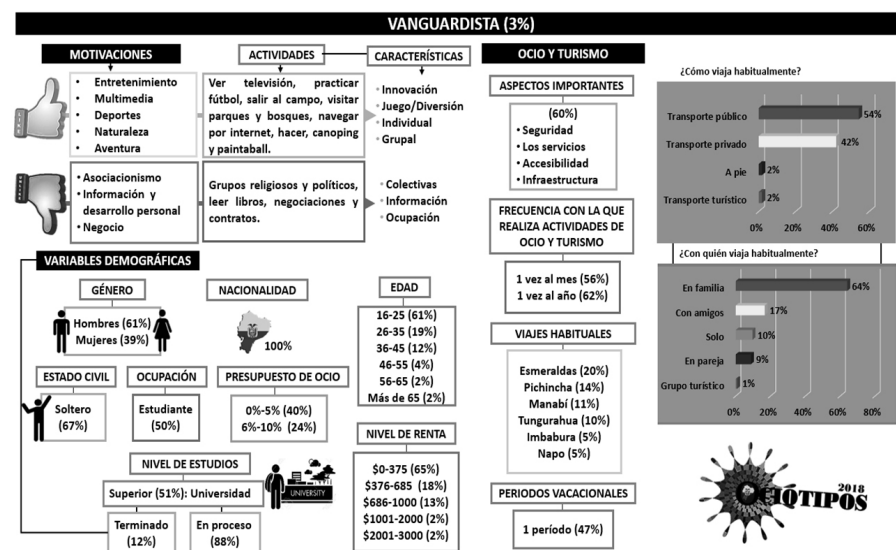 VANGUARDISTA (3%)
MOTIVACIONES
• Entretenimiento
• Multimedia
• Deportes
• Naturaleza
• Aventura
• Asociacionismo
• Información y
desarrollo personal
• Negocio
ACTIVIDADES
Ver televisión, practicar
fútbol, salir al campo, visitar
parques y bosques, navegar
por internet, hacer, canoping
y paintaball.
Grupos religiosos y políticos,
leer libros, negociaciones y
contratos.
CARACTERÍSTICAS
• Innovación
• Juego/Diversión
• Individual
• Grupal
• Colectivas
• Información
• Ocupación
VARIABLES DEMOGRÁFICAS
GÉNERO
Hombres (61%)
Mujeres (39%)
NACIONALIDAD
100%
EDAD
16-25 (61%)
26-35 (19%)
36-45 (12%)
46-55 (4%)
56-65 (2%)
Más de 65 (2%)
ESTADO CIVIL
Soltero
(67%)
OCUPACIÓN
Estudiante
(50%)
PRESUPUESTO DE OCIO
0%-5% (40%)
6%-10% (24%)
NIVEL DE ESTUDIOS
Superior (51%): Universidad
Terminado
(12%)
En proceso
(88%)
UNIVERSITY
NIVEL DE RENTA
$0-375 (65%)
$376-685 (18%)
$686-1000 (13%)
$1001-2000 (2%)
$2001-3000 (2%)
OCIO Y TURISMO
ASPECTOS IMPORTANTES
(60%)
• Seguridad
• Los servicios
• Accesibilidad
• Infraestructura
FRECUENCIA CON LA QUE
REALIZA ACTIVIDADES DE
OCIO Y TURISMO
1 vez al mes (56%)
1 vez al año (62%)
VIAJES HABITUALES
Esmeraldas (20%)
Pichincha (14%)
Manabí (11%)
Tungurahua (10%)
Imbabura (5%)
Napo (5%)
PERIODOS VACACIONALES
1 período (47%)
¿Cómo viaja habitualmente?
Transporte público 54%
Transporte privado 42%
A pie 2%
Transporte turístico 2%
0% 20% 40% 60%
¿Con quién viaja habitualmente?
En familia 64%
Con amigos 17%
Solo 10%
En pareja 9%
Grupo turístico 1%
0% 20% 40% 60% 80%
2018
OCIOTIPOS